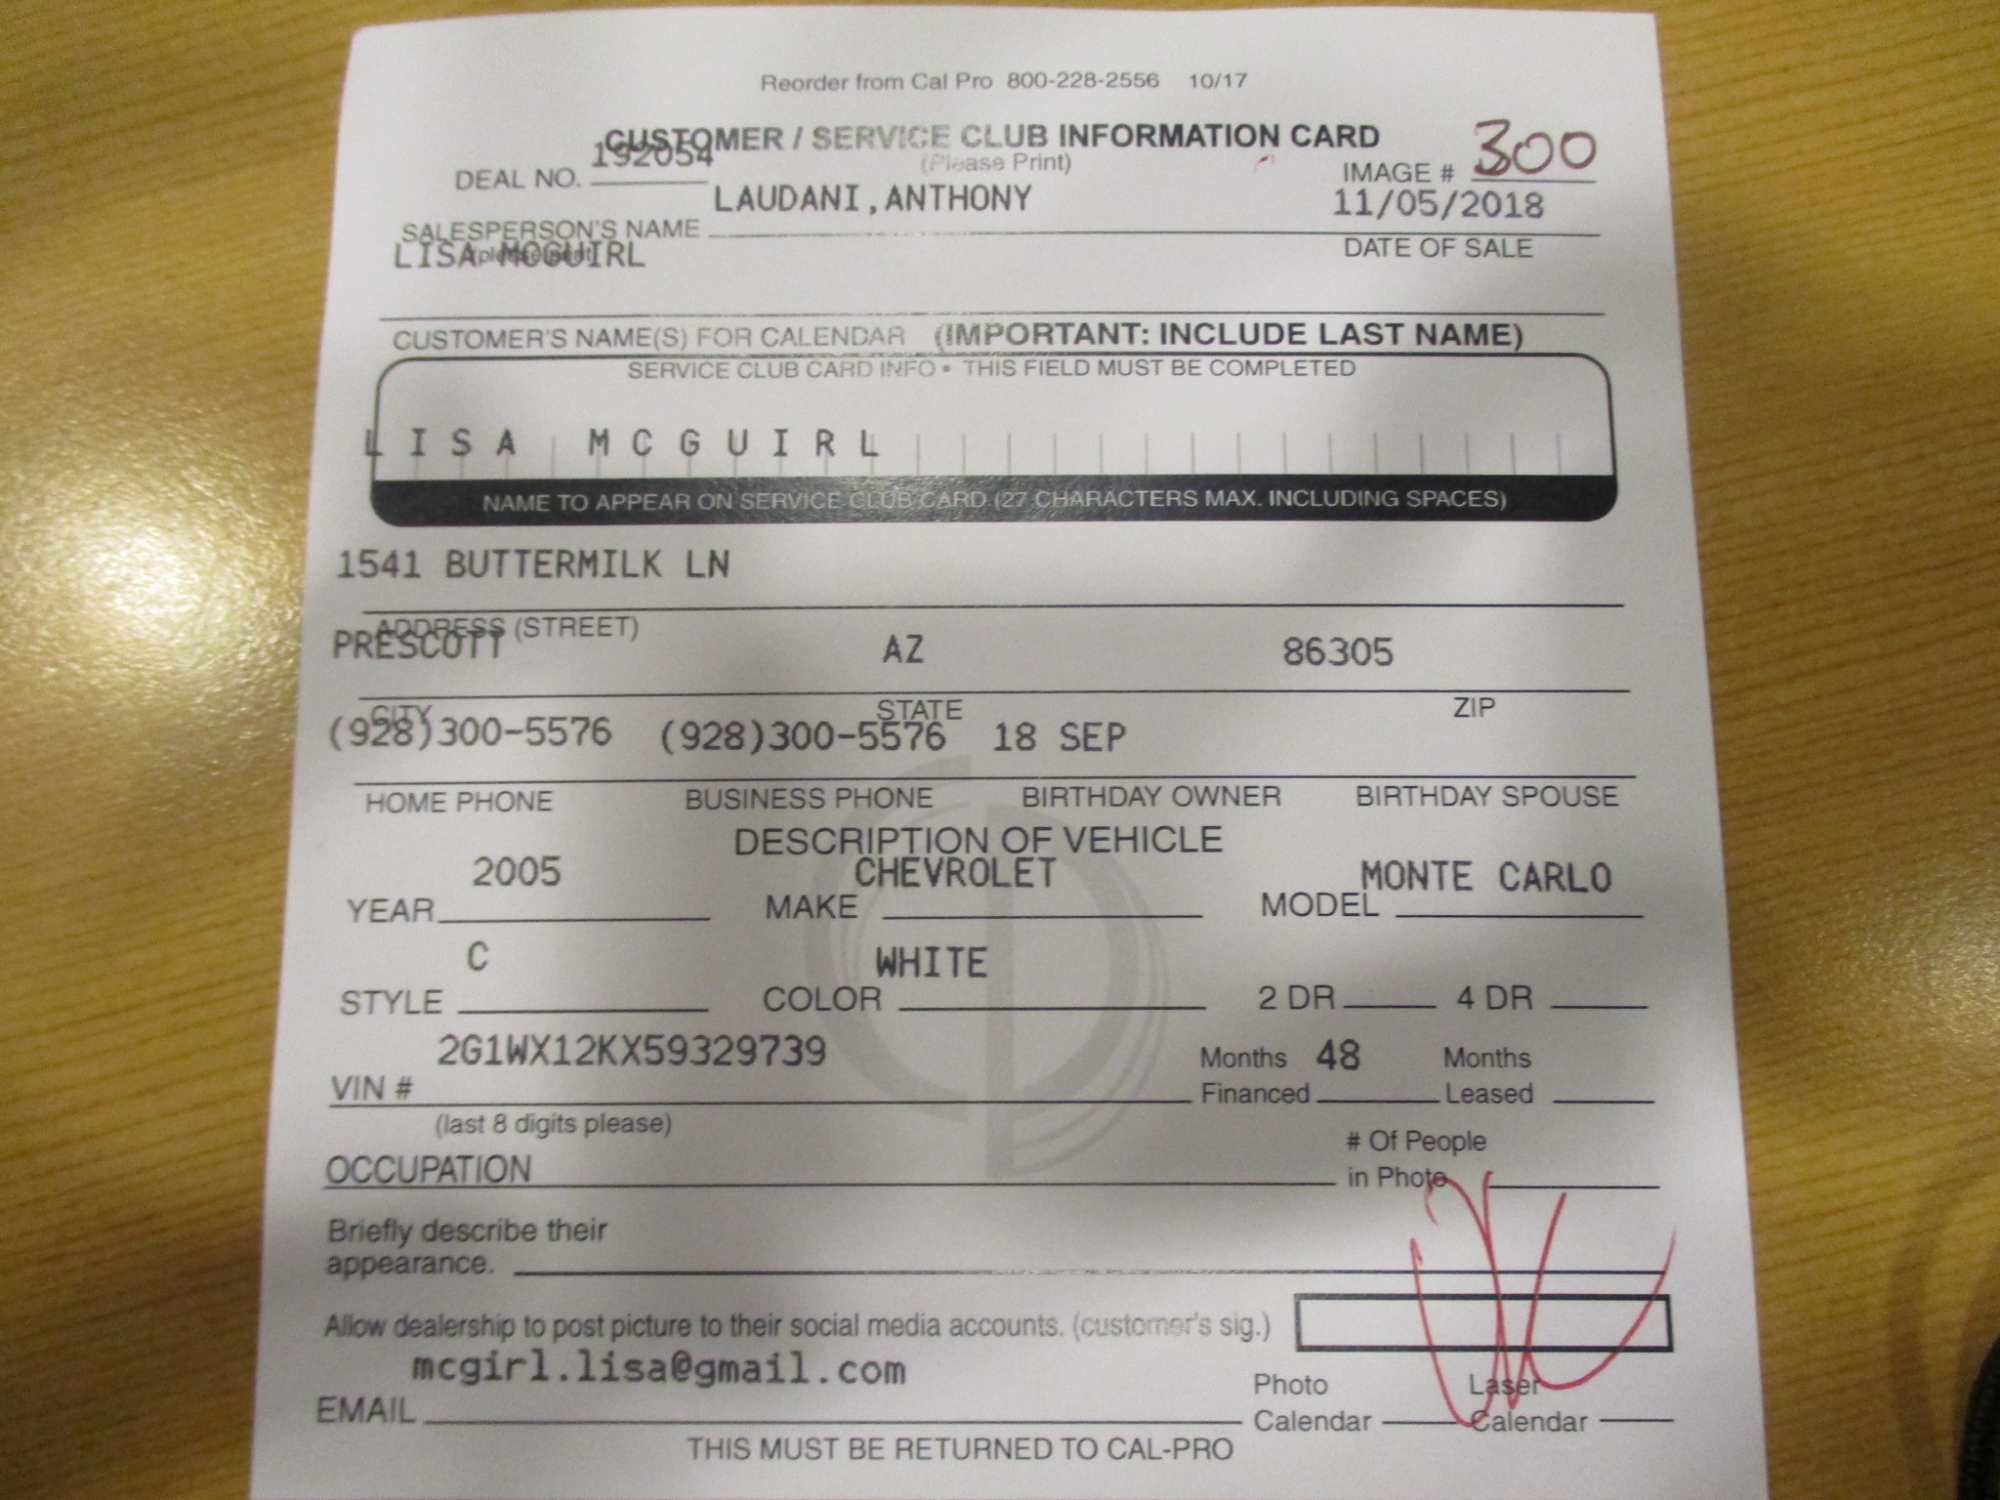 Reorder from Cal Pro 800-228-2556 10/17
CUSTOMER / SERVICE CLUB INFORMATION CARD
(Please Print)
DEAL NO. 192054
IMAGE # 300
LAUDANI,ANTHONY 11/05/2018
SALESPERSON'S NAME
DATE OF SALE
(please print)
LISA MCGUIRL
CUSTOMER'S NAME(S) FOR CALENDAR (IMPORTANT: INCLUDE LAST NAME)
SERVICE CLUB CARD INFO • THIS FIELD MUST BE COMPLETED
LISA MCGUIRL
NAME TO APPEAR ON SERVICE CLUB CARD (27 CHARACTERS MAX. INCLUDING SPACES)
1541 BUTTERMILK LN
ADDRESS (STREET)
PRESCOTT AZ 86305
CITY STATE ZIP
(928)300-5576 (928)300-5576 18 SEP
HOME PHONE BUSINESS PHONE BIRTHDAY OWNER BIRTHDAY SPOUSE
DESCRIPTION OF VEHICLE
2005 CHEVROLET MONTE CARLO
YEAR MAKE MODEL
C WHITE
STYLE COLOR 2 DR 4 DR
2G1WX12KX59329739 Months 48 Months
VIN # Financed Leased
(last 8 digits please)
# Of People
OCCUPATION in Photo
Briefly describe their
appearance.
Allow dealership to post picture to their social media accounts. (customer's sig.)
mcgirl.lisa@gmail.com Photo Laser
EMAIL Calendar Calendar
THIS MUST BE RETURNED TO CAL-PRO